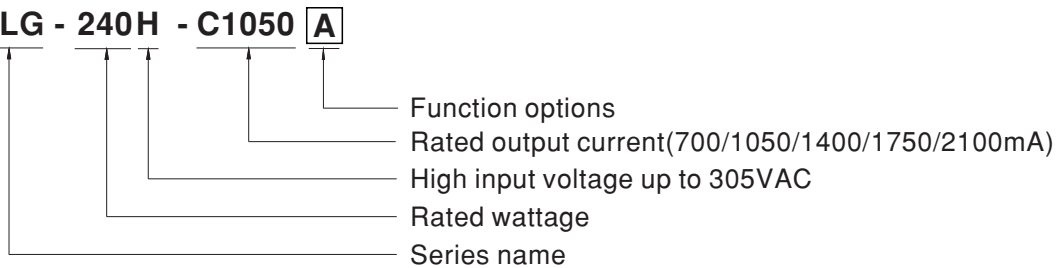 LG - 240H - C1050 A
Function options
Rated output current(700/1050/1400/1750/2100mA)
High input voltage up to 305VAC
Rated wattage
Series name